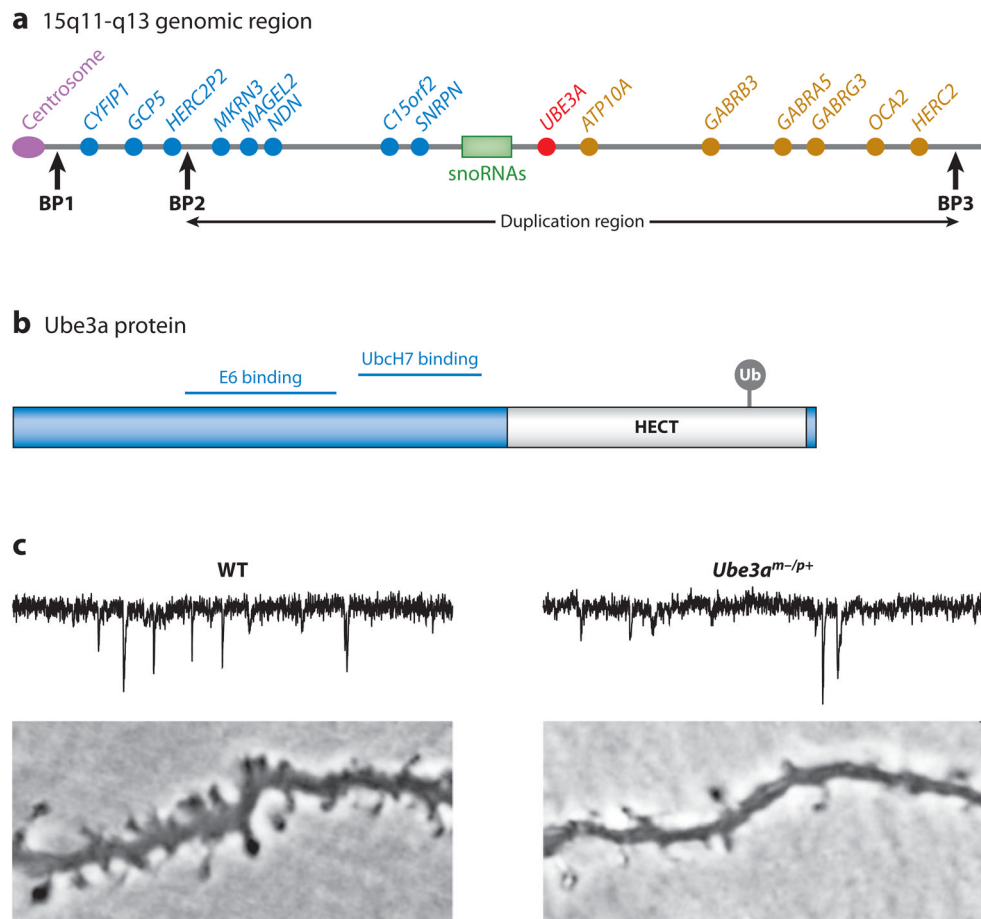 a 15q11-q13 genomic region
Centrosome
CYFIP1
GCP5
HERC2P2
MKRN3
MAGEL2
NDN
C15orf2
SNRPN
UBE3A
ATP10A
GABRB3
GABRA5
GABRG3
OCA2
HERC2
snoRNAs
BP1
BP2
BP3
Duplication region
b Ube3a protein
UbcH7 binding
E6 binding
Ub
HECT
c
WT
Ube3a^m–/p+